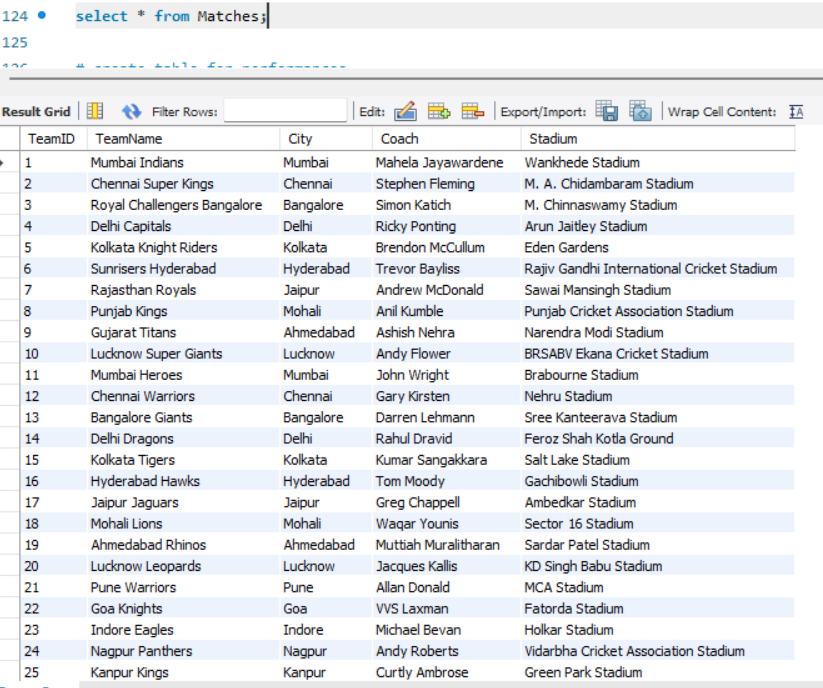 124 select * from Matches;
125
Result Grid Filter Rows: Edit: Export/Import: Wrap Cell Content:
TeamID TeamName City Coach Stadium
1 Mumbai Indians Mumbai Mahela Jayawardene Wankhede Stadium
2 Chennai Super Kings Chennai Stephen Fleming M. A. Chidambaram Stadium
3 Royal Challengers Bangalore Bangalore Simon Katich M. Chinnaswamy Stadium
4 Delhi Capitals Delhi Ricky Ponting Arun Jaitley Stadium
5 Kolkata Knight Riders Kolkata Brendon McCullum Eden Gardens
6 Sunrisers Hyderabad Hyderabad Trevor Bayliss Rajiv Gandhi International Cricket Stadium
7 Rajasthan Royals Jaipur Andrew McDonald Sawai Mansingh Stadium
8 Punjab Kings Mohali Anil Kumble Punjab Cricket Association Stadium
9 Gujarat Titans Ahmedabad Ashish Nehra Narendra Modi Stadium
10 Lucknow Super Giants Lucknow Andy Flower BRSABV Ekana Cricket Stadium
11 Mumbai Heroes Mumbai John Wright Brabourne Stadium
12 Chennai Warriors Chennai Gary Kirsten Nehru Stadium
13 Bangalore Giants Bangalore Darren Lehmann Sree Kanteerava Stadium
14 Delhi Dragons Delhi Rahul Dravid Feroz Shah Kotla Ground
15 Kolkata Tigers Kolkata Kumar Sangakkara Salt Lake Stadium
16 Hyderabad Hawks Hyderabad Tom Moody Gachibowli Stadium
17 Jaipur Jaguars Jaipur Greg Chappell Ambedkar Stadium
18 Mohali Lions Mohali Waqar Younis Sector 16 Stadium
19 Ahmedabad Rhinos Ahmedabad Muttiah Muralitharan Sardar Patel Stadium
20 Lucknow Leopards Lucknow Jacques Kallis KD Singh Babu Stadium
21 Pune Warriors Pune Allan Donald MCA Stadium
22 Goa Knights Goa VVS Laxman Fatorda Stadium
23 Indore Eagles Indore Michael Bevan Holkar Stadium
24 Nagpur Panthers Nagpur Andy Roberts Vidarbha Cricket Association Stadium
25 Kanpur Kings Kanpur Curtly Ambrose Green Park Stadium